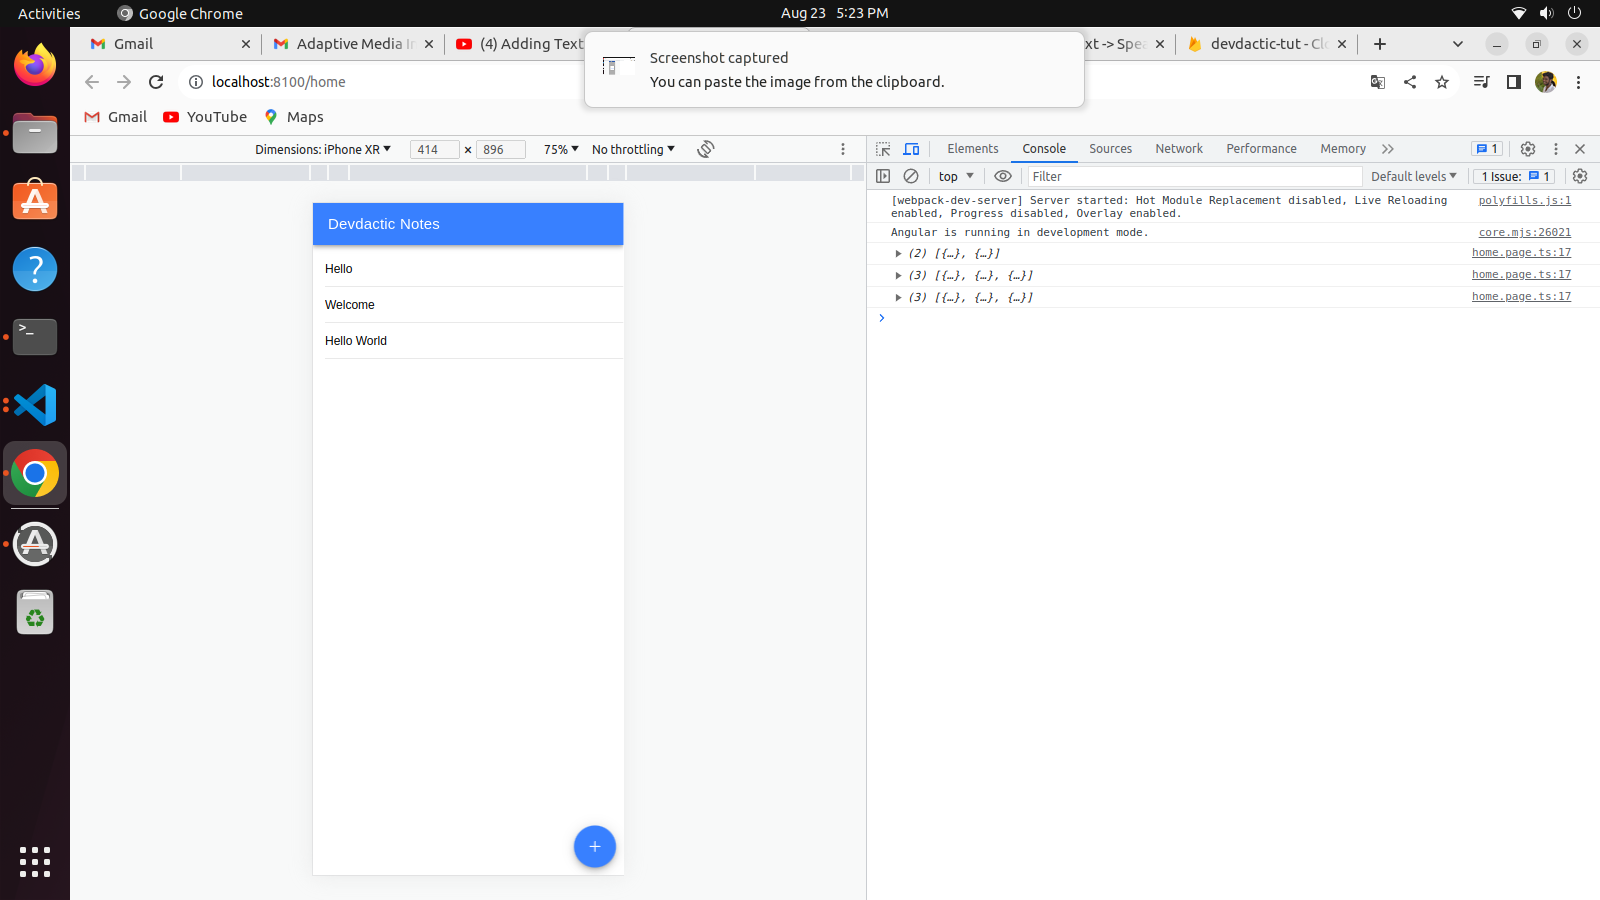 Activities
Google Chrome
Aug 23 5:23 PM
Gmail
Adaptive Media
(4) Adding Text
xt -> Spea
devdactic-tut - Cl
Screenshot captured
You can paste the image from the clipboard.
localhost:8100/home
Gmail
YouTube
Maps
Dimensions: iPhone XR
414 × 896
75%
No throttling
Elements
Console
Sources
Network
Performance
Memory
1
top
Filter
Default levels
1 Issue: 1
Devdactic Notes
Hello
Welcome
Hello World
+
[webpack-dev-server] Server started: Hot Module Replacement disabled, Live Reloading
enabled, Progress disabled, Overlay enabled.
polyfills.js:1
Angular is running in development mode.
core.mjs:26021
(2) [{…}, {…}]
home.page.ts:17
(3) [{…}, {…}, {…}]
home.page.ts:17
(3) [{…}, {…}, {…}]
home.page.ts:17